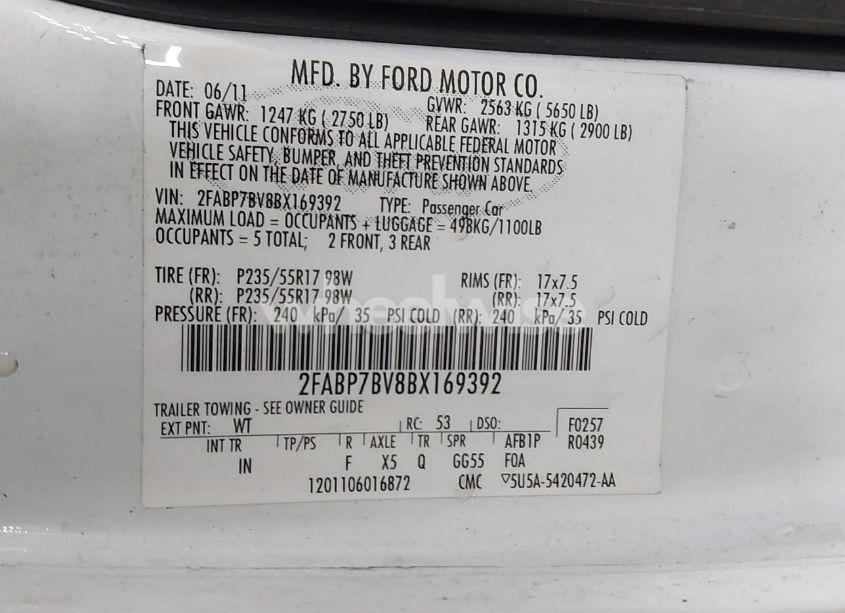 MFD. BY FORD MOTOR CO.
DATE: 06/11 GVWR: 2563 KG ( 5650 LB)
FRONT GAWR: 1247 KG ( 2750 LB) REAR GAWR: 1315 KG ( 2900 LB)
THIS VEHICLE CONFORMS TO ALL APPLICABLE FEDERAL MOTOR
VEHICLE SAFETY, BUMPER, AND THEFT PREVENTION STANDARDS
IN EFFECT ON THE DATE OF MANUFACTURE SHOWN ABOVE.
VIN: 2FABP7BV8BX169392 TYPE: Passenger Car
MAXIMUM LOAD = OCCUPANTS + LUGGAGE = 498KG/1100LB
OCCUPANTS = 5 TOTAL; 2 FRONT, 3 REAR
TIRE (FR): P235/55R17 98W RIMS (FR): 17x7.5
(RR): P235/55R17 98W (RR): 17x7.5
PRESSURE (FR): 240 kPa/ 35 PSI COLD (RR): 240 kPa/ 35 PSI COLD
2FABP7BV8BX169392
TRAILER TOWING - SEE OWNER GUIDE
EXT PNT: WT RC: 53 DSO: F0257
INT TR TP/PS R AXLE TR SPR AFB1P R0439
IN F X5 Q GG55 F0A
1201106016872 CMC ▽5U5A-5420472-AA